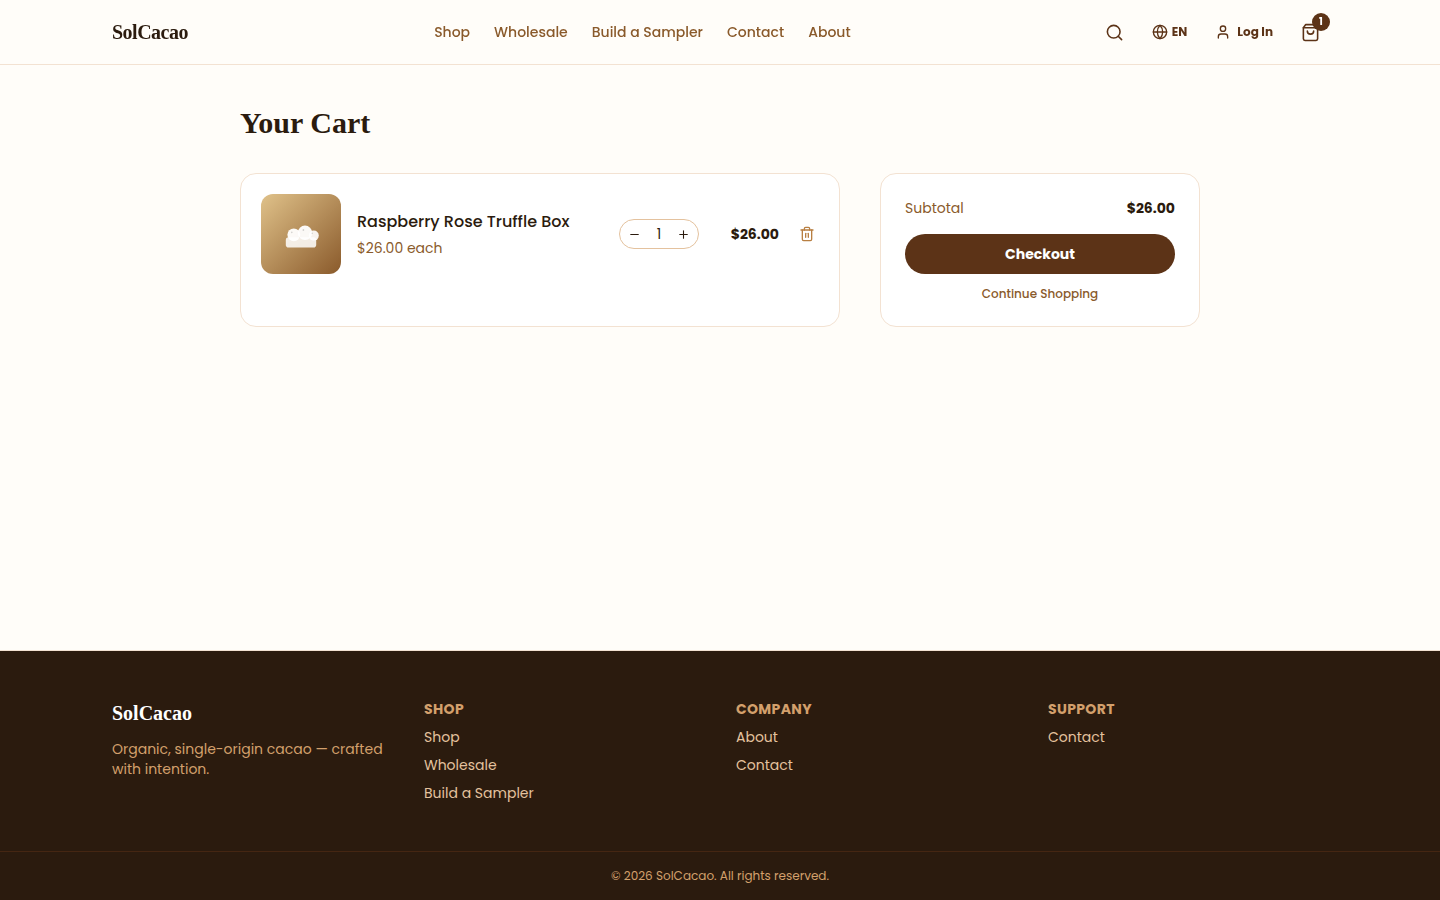 SolCacao
Shop
Wholesale
Build a Sampler
Contact
About
EN
Log In
1
Your Cart
Raspberry Rose Truffle Box
$26.00 each
− 1 +
$26.00
Subtotal
$26.00
Checkout
Continue Shopping
SolCacao
Organic, single-origin cacao — crafted
with intention.
SHOP
Shop
Wholesale
Build a Sampler
COMPANY
About
Contact
SUPPORT
Contact
© 2026 SolCacao. All rights reserved.